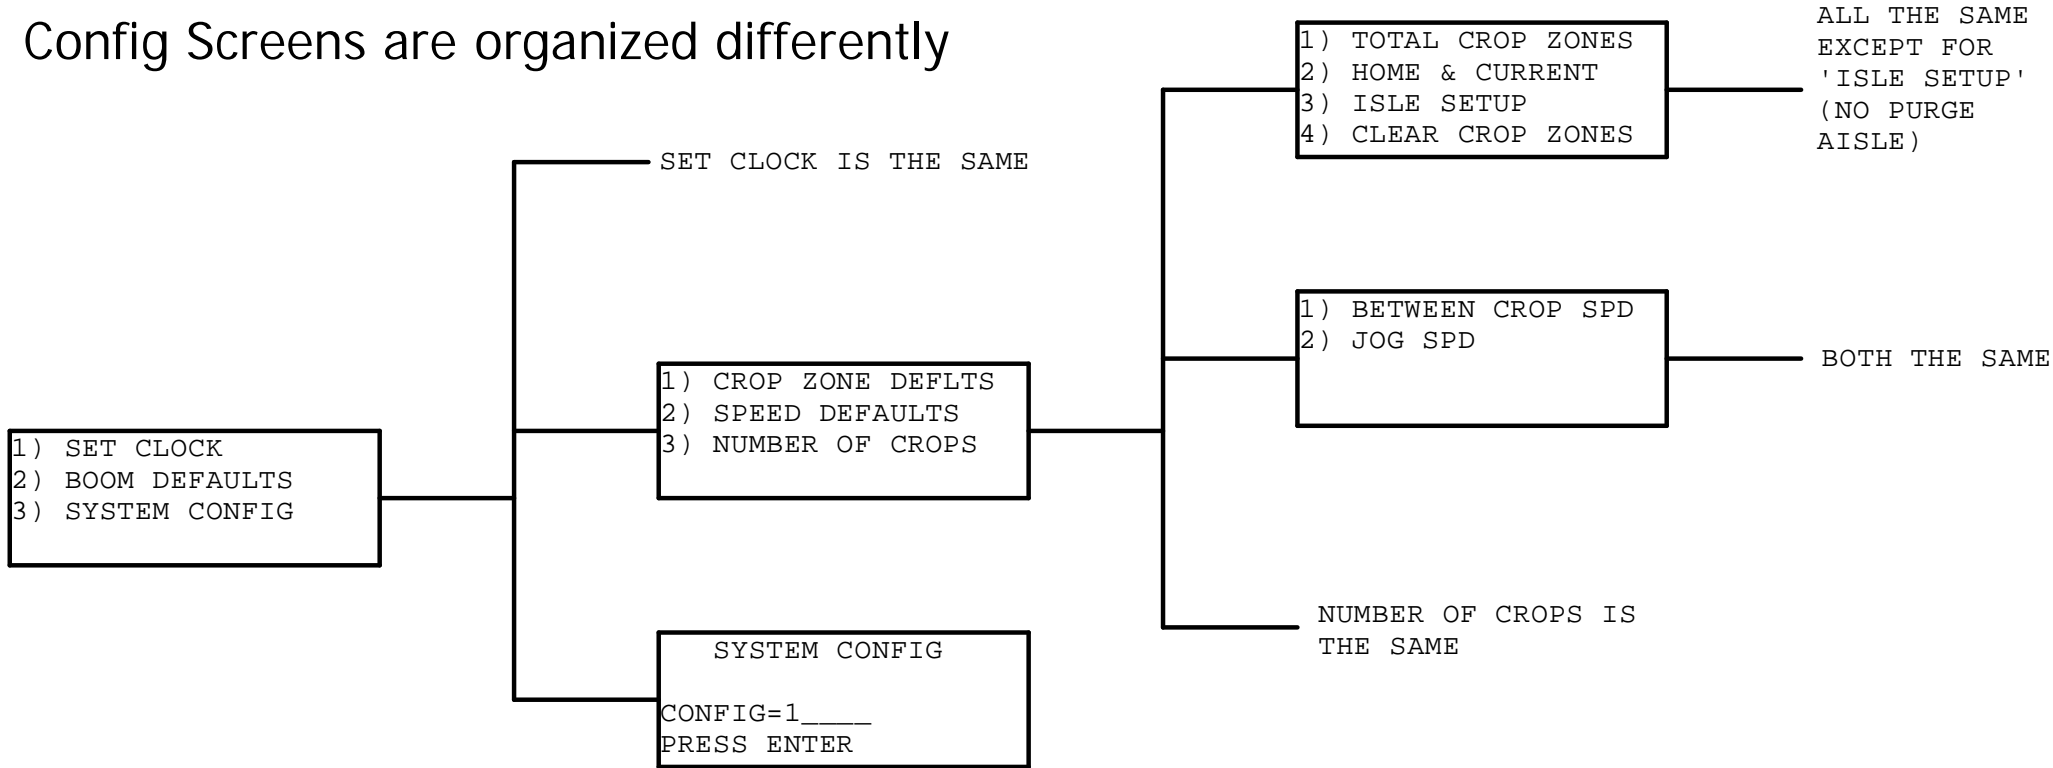 Config Screens are organized differently
1) SET CLOCK
2) BOOM DEFAULTS
3) SYSTEM CONFIG
SET CLOCK IS THE SAME
1) CROP ZONE DEFLTS
2) SPEED DEFAULTS
3) NUMBER OF CROPS
SYSTEM CONFIG
CONFIG=1____
PRESS ENTER
1) TOTAL CROP ZONES
2) HOME & CURRENT
3) ISLE SETUP
4) CLEAR CROP ZONES
ALL THE SAME
EXCEPT FOR
'ISLE SETUP'
(NO PURGE
AISLE)
1) BETWEEN CROP SPD
2) JOG SPD
BOTH THE SAME
NUMBER OF CROPS IS
THE SAME